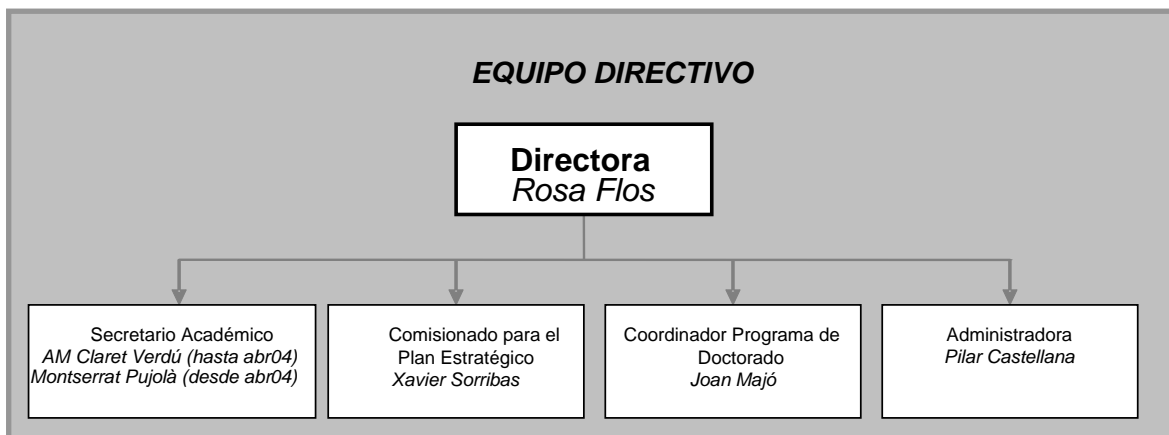 EQUIPO DIRECTIVO
Directora
Rosa Flos
Secretario Académico
AM Claret Verdú (hasta abr04)
Montserrat Pujolà (desde abr04)
Comisionado para el
Plan Estratégico
Xavier Sorribas
Coordinador Programa de
Doctorado
Joan Majó
Administradora
Pilar Castellana